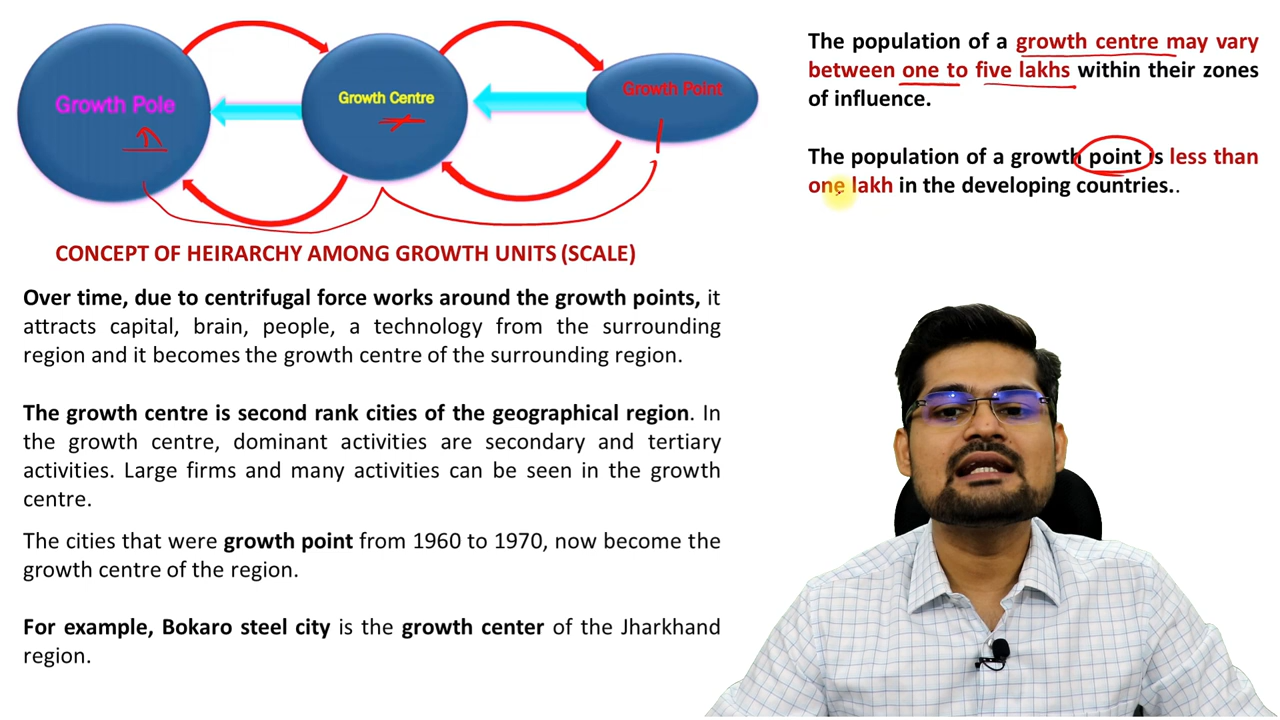 Growth Pole
Growth Centre
Growth Point
CONCEPT OF HEIRARCHY AMONG GROWTH UNITS (SCALE)
Over time, due to centrifugal force works around the growth points, it
attracts capital, brain, people, a technology from the surrounding
region and it becomes the growth centre of the surrounding region.
The growth centre is second rank cities of the geographical region. In
the growth centre, dominant activities are secondary and tertiary
activities. Large firms and many activities can be seen in the growth
centre.
The cities that were growth point from 1960 to 1970, now become the
growth centre of the region.
For example, Bokaro steel city is the growth center of the Jharkhand
region.
The population of a growth centre may vary
between one to five lakhs within their zones
of influence.
The population of a growth point is less than
one lakh in the developing countries..